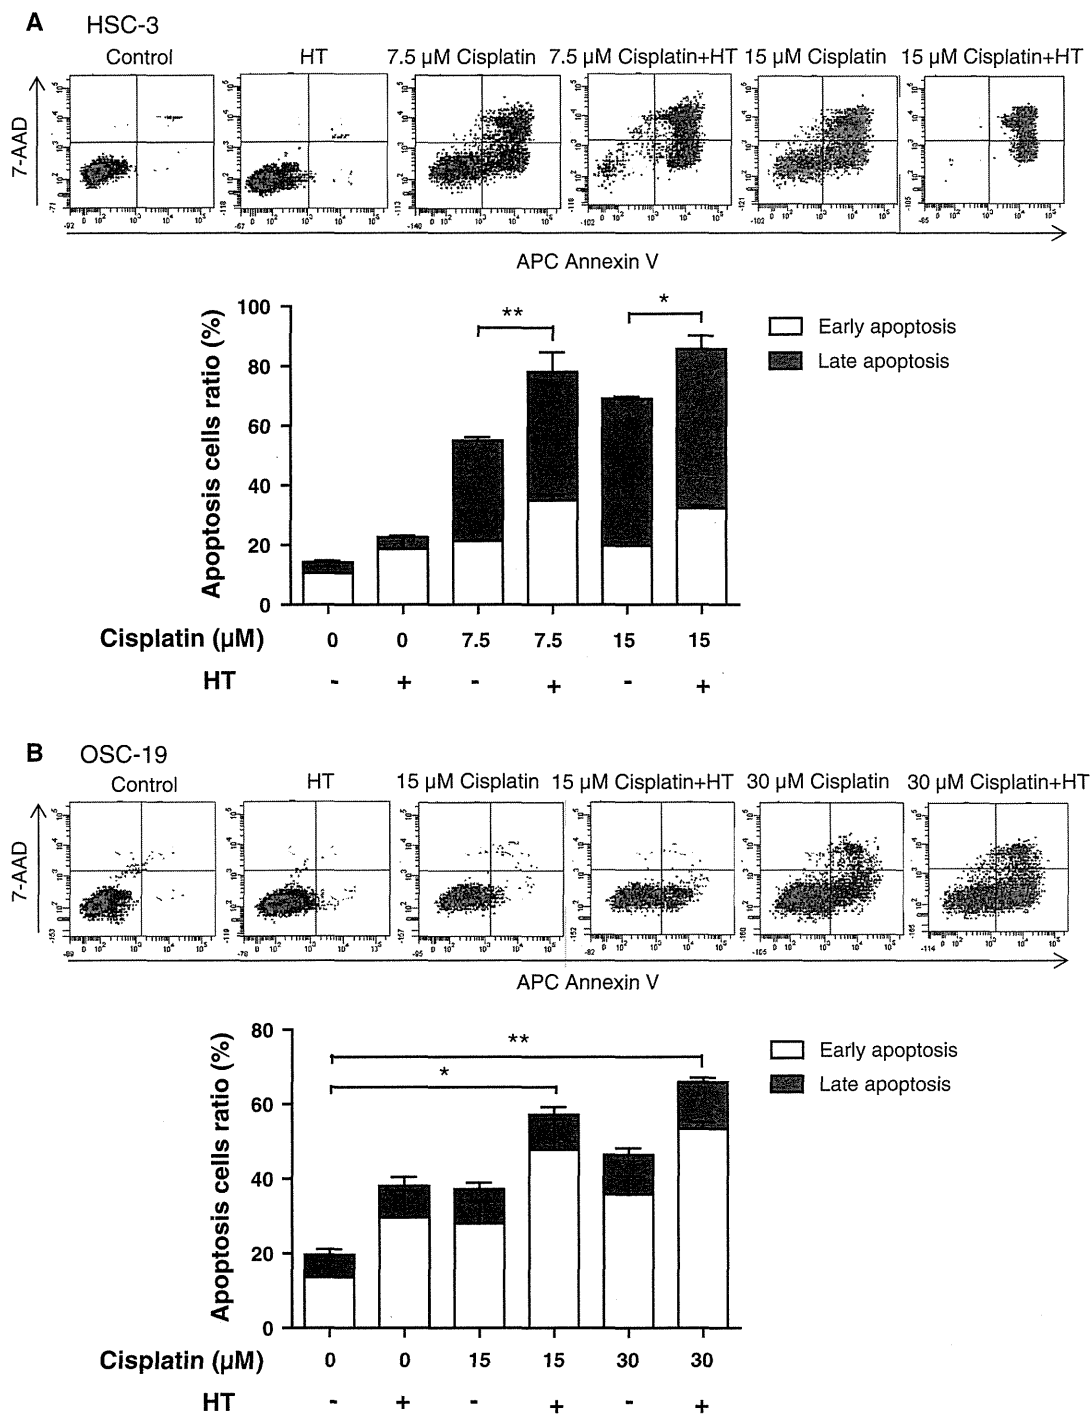 A HSC-3
Control HT 7.5 µM Cisplatin 7.5 µM Cisplatin+HT 15 µM Cisplatin 15 µM Cisplatin+HT
7-AAD
APC Annexin V
100
80
60
40
20
0
Apoptosis cells ratio (%)
** *
Early apoptosis
Late apoptosis
Cisplatin (µM) 0 0 7.5 7.5 15 15
HT - + - + - +
B OSC-19
Control HT 15 µM Cisplatin 15 µM Cisplatin+HT 30 µM Cisplatin 30 µM Cisplatin+HT
7-AAD
APC Annexin V
80
60
40
20
0
Apoptosis cells ratio (%)
**
*
Early apoptosis
Late apoptosis
Cisplatin (µM) 0 0 15 15 30 30
HT - + - + - +